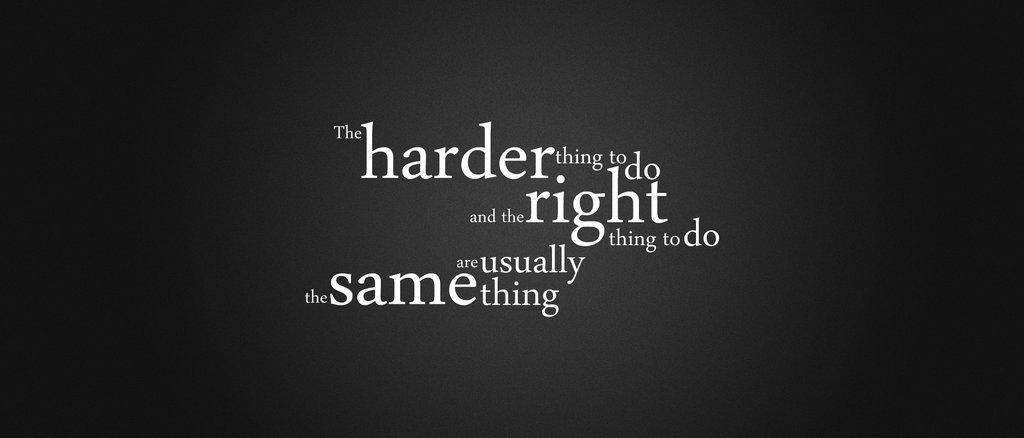 The harder thing to do
and the right thing to do
are usually
the same thing